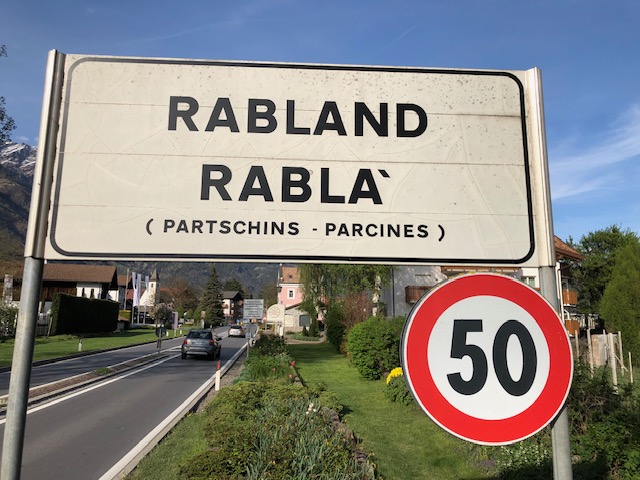 RABLAND
RABLA`
( PARTSCHINS - PARCINES )
50